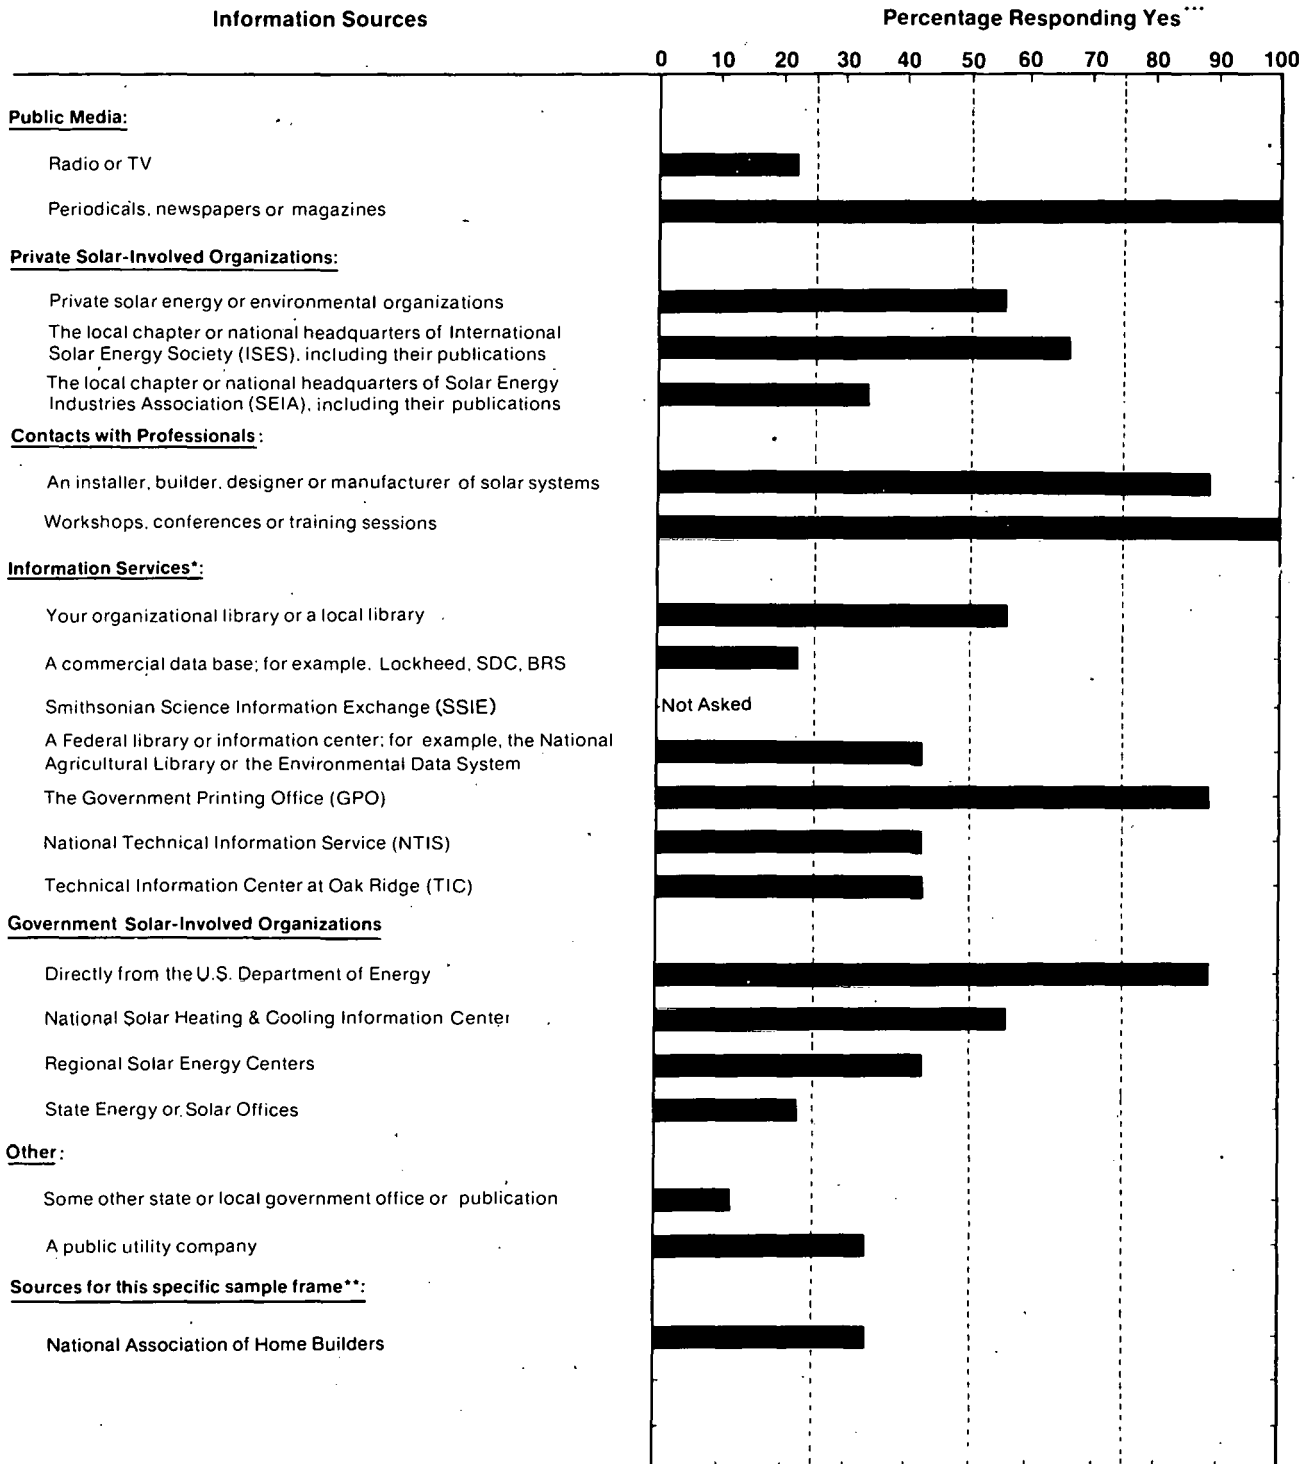 Information Sources
Percentage Responding Yes***
0 10 20 30 40 50 60 70 80 90 100
Public Media:
Radio or TV
Periodicals, newspapers or magazines
Private Solar-Involved Organizations:
Private solar energy or environmental organizations
The local chapter or national headquarters of International
Solar Energy Society (ISES), including their publications
The local chapter or national headquarters of Solar Energy
Industries Association (SEIA), including their publications
Contacts with Professionals:
An installer, builder, designer or manufacturer of solar systems
Workshops, conferences or training sessions
Information Services*:
Your organizational library or a local library
A commercial data base; for example. Lockheed, SDC, BRS
Smithsonian Science Information Exchange (SSIE)
Not Asked
A Federal library or information center; for example, the National
Agricultural Library or the Environmental Data System
The Government Printing Office (GPO)
National Technical Information Service (NTIS)
Technical Information Center at Oak Ridge (TIC)
Government Solar-Involved Organizations
Directly from the U.S. Department of Energy
National Solar Heating & Cooling Information Center
Regional Solar Energy Centers
State Energy or Solar Offices
Other:
Some other state or local government office or publication
A public utility company
Sources for this specific sample frame**:
National Association of Home Builders